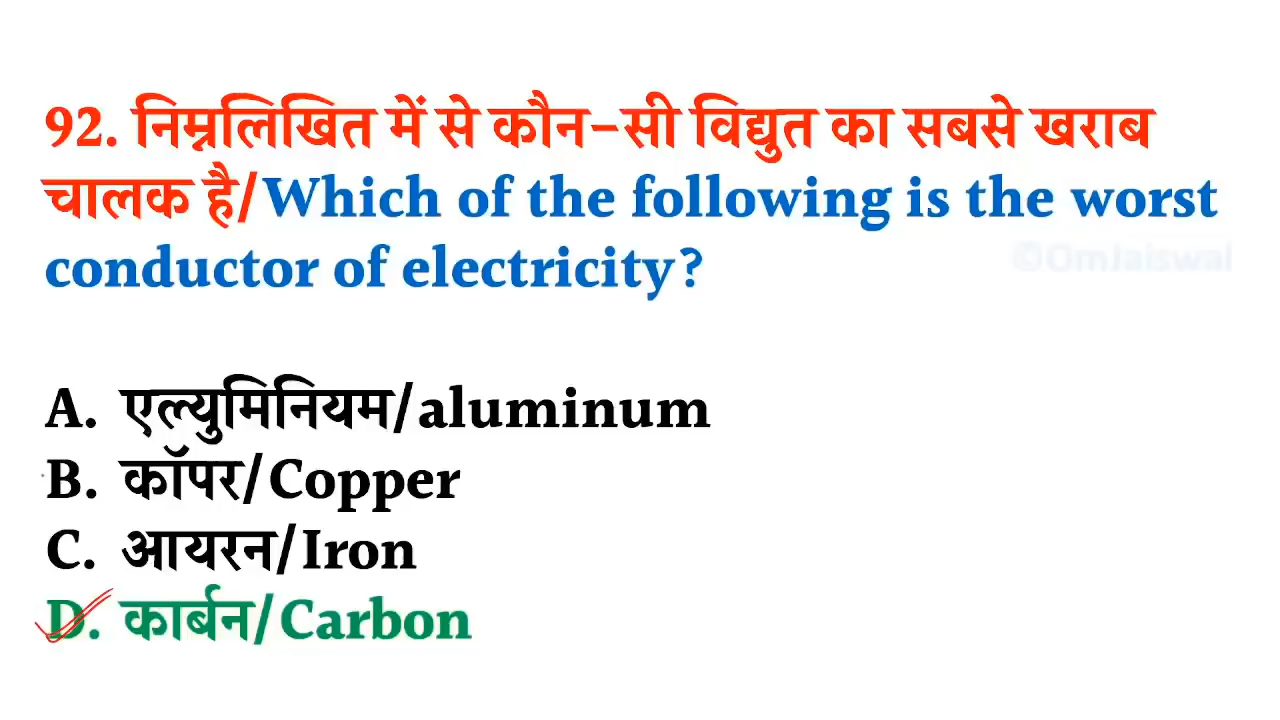 92. निम्नलिखित में से कौन-सी विद्युत का सबसे खराब
चालक है/Which of the following is the worst
conductor of electricity?
©OmJaiswal
A. एल्युमिनियम/aluminum
B. कॉपर/Copper
C. आयरन/Iron
D. कार्बन/Carbon